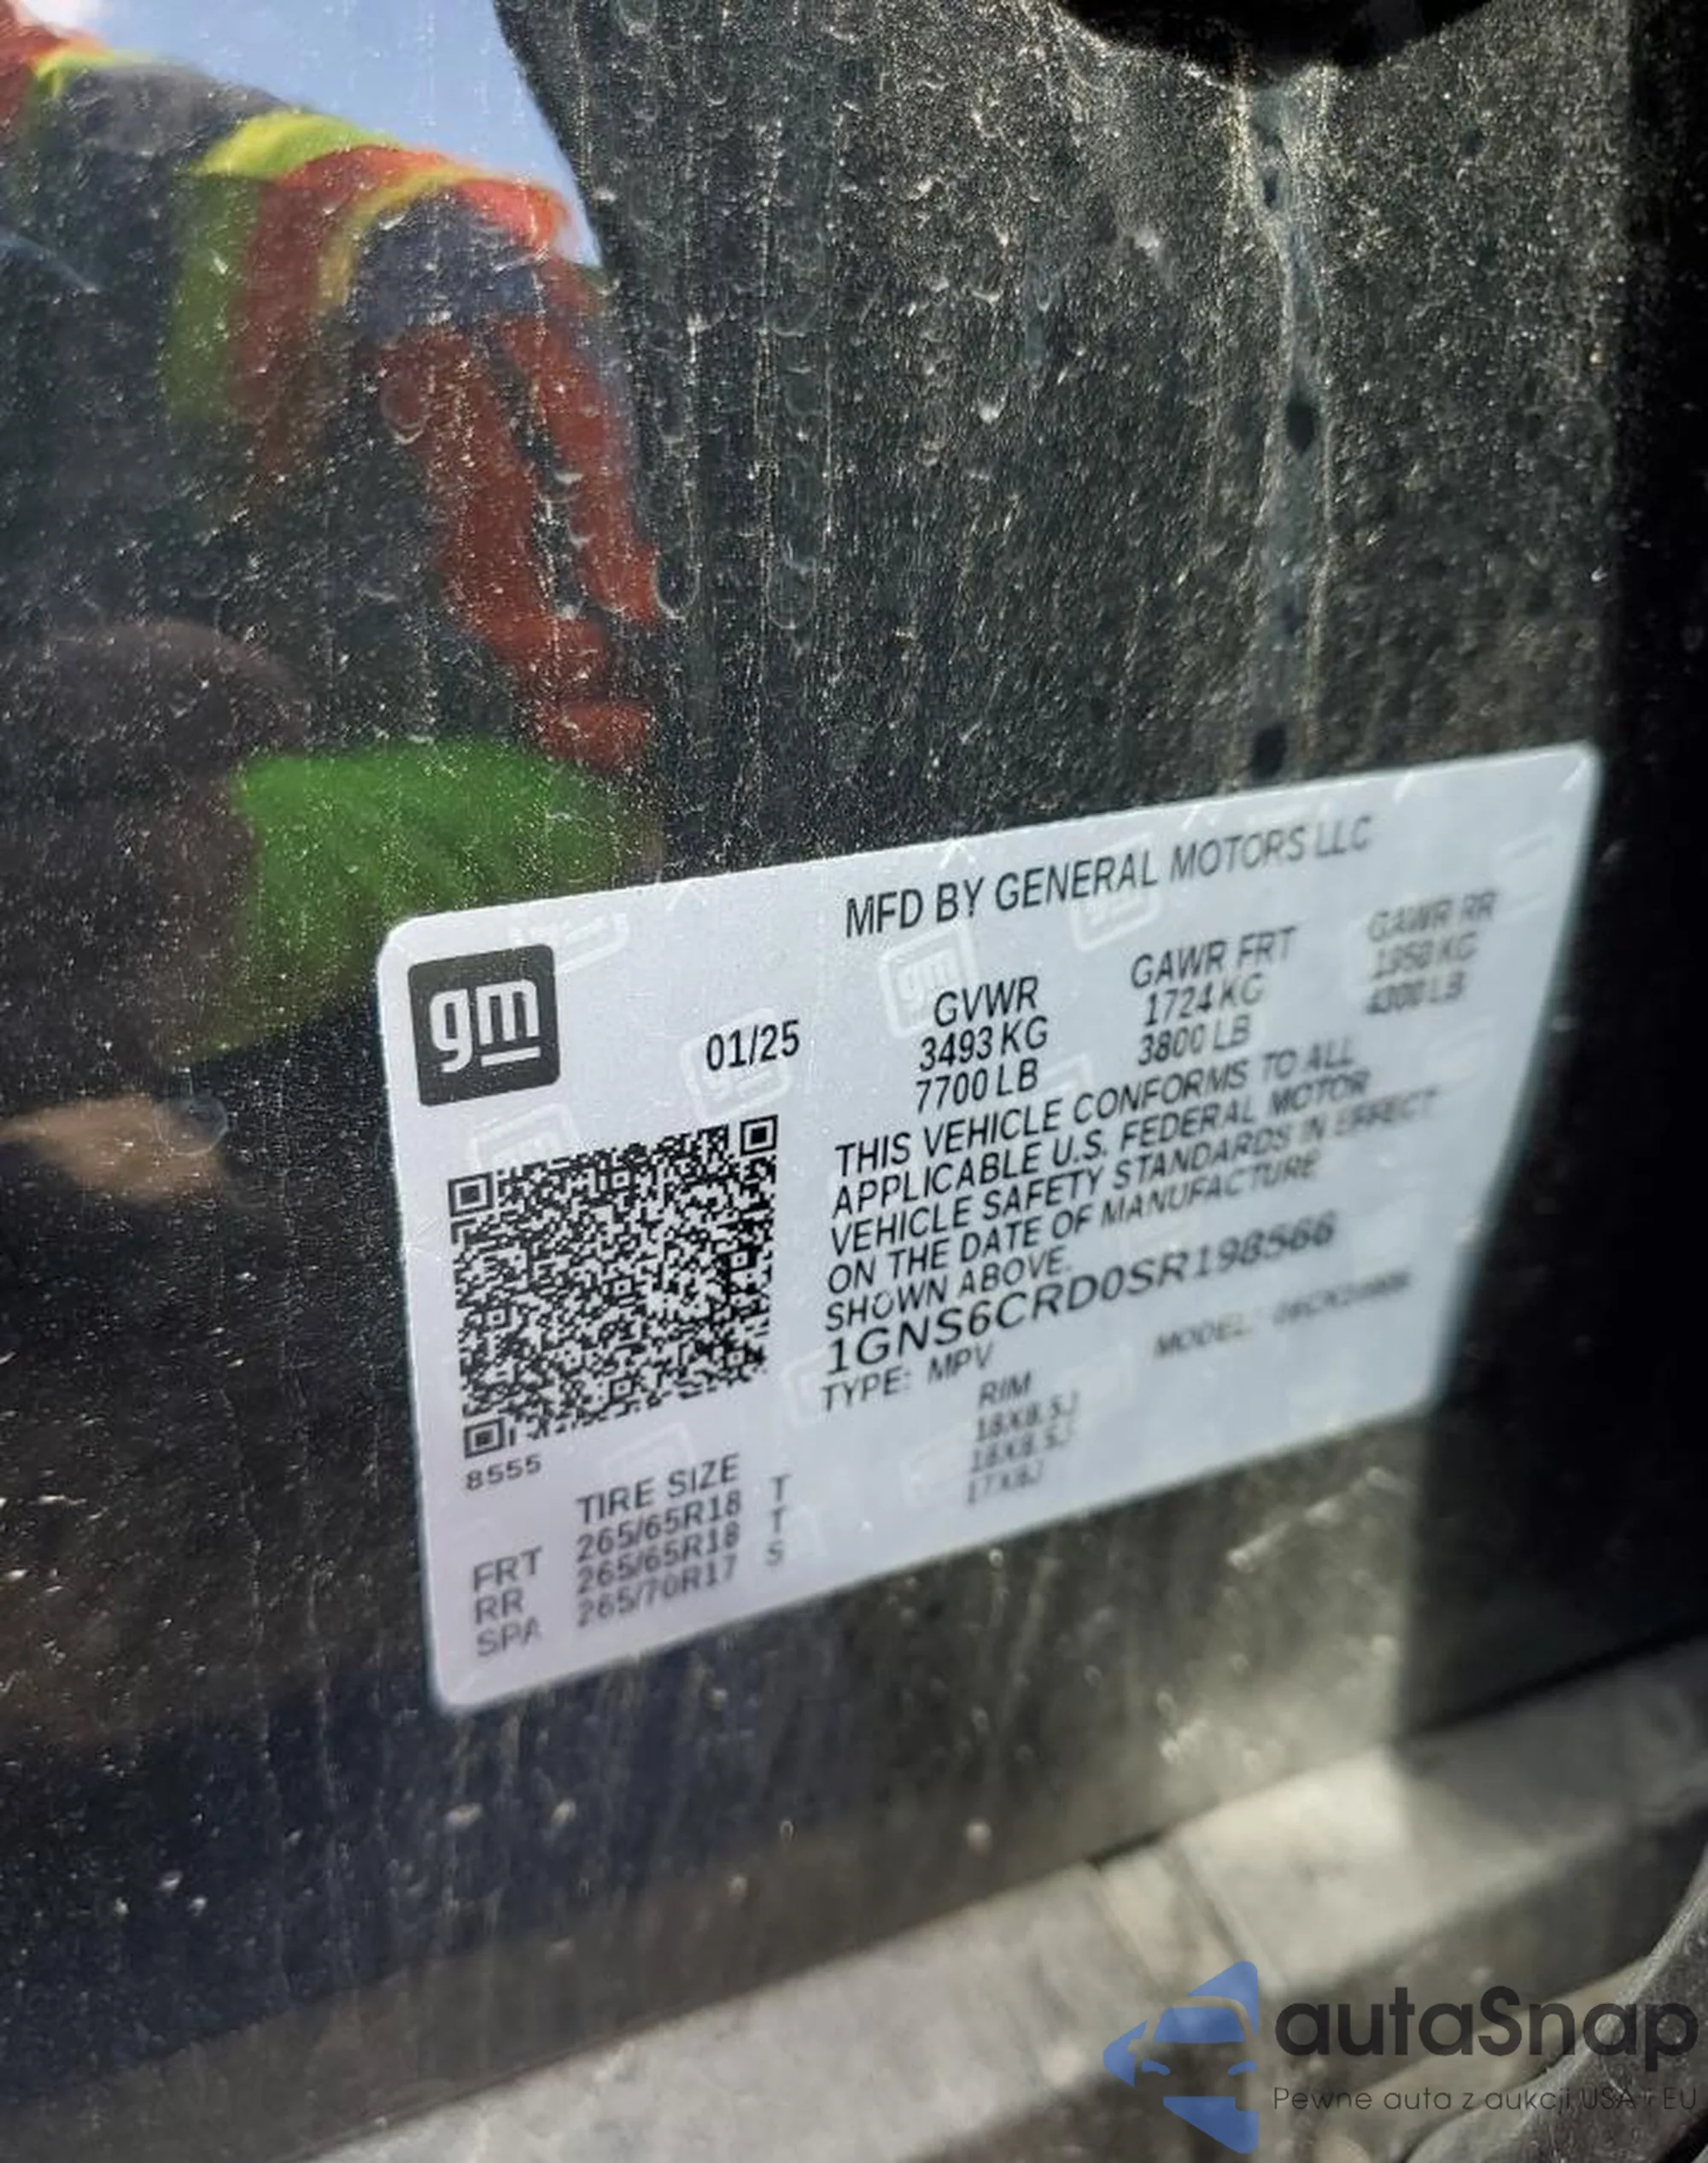 MFD BY GENERAL MOTORS LLC
gm
01/25
GVWR
3493 KG
7700 LB
GAWR FRT
1724 KG
3800 LB
GAWR RR
1950 KG
4300 LB
THIS VEHICLE CONFORMS TO ALL
APPLICABLE U.S. FEDERAL MOTOR
VEHICLE SAFETY STANDARDS IN EFFECT
ON THE DATE OF MANUFACTURE
SHOWN ABOVE.
1GNS6CRD0SR198566
TYPE: MPV
MODEL:
8555
TIRE SIZE
RIM
FRT 265/65R18 T 18X8.5J
RR 265/65R18 T 18X8.5J
SPA 265/70R17 S 17X8J
autaSnap
Pewne auta z aukcji USA i EU